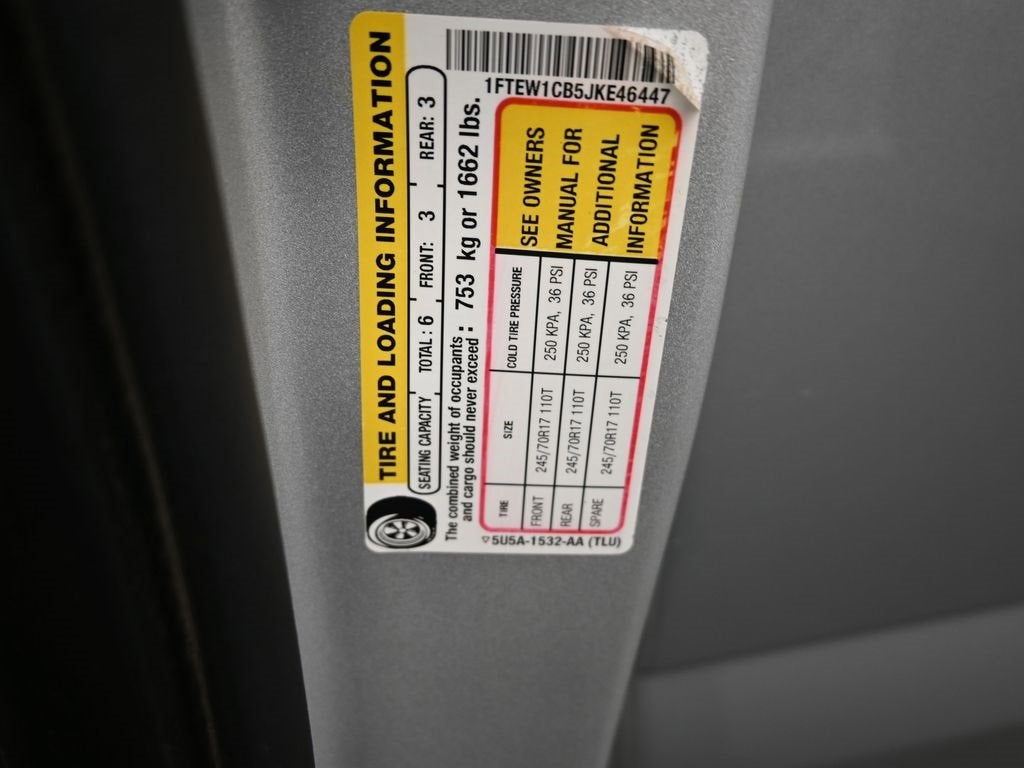 TIRE AND LOADING INFORMATION
SEATING CAPACITY TOTAL : 6 FRONT: 3 REAR: 3
The combined weight of occupants
and cargo should never exceed : 753 kg or 1662 lbs.
TIRE SIZE COLD TIRE PRESSURE
FRONT 245/70R17 110T 250 KPA, 36 PSI
REAR 245/70R17 110T 250 KPA, 36 PSI
SPARE 245/70R17 110T 250 KPA, 36 PSI
SEE OWNERS
MANUAL FOR
ADDITIONAL
INFORMATION
5U5A-1532-AA (TLU)
1FTEW1CB5JKE46447